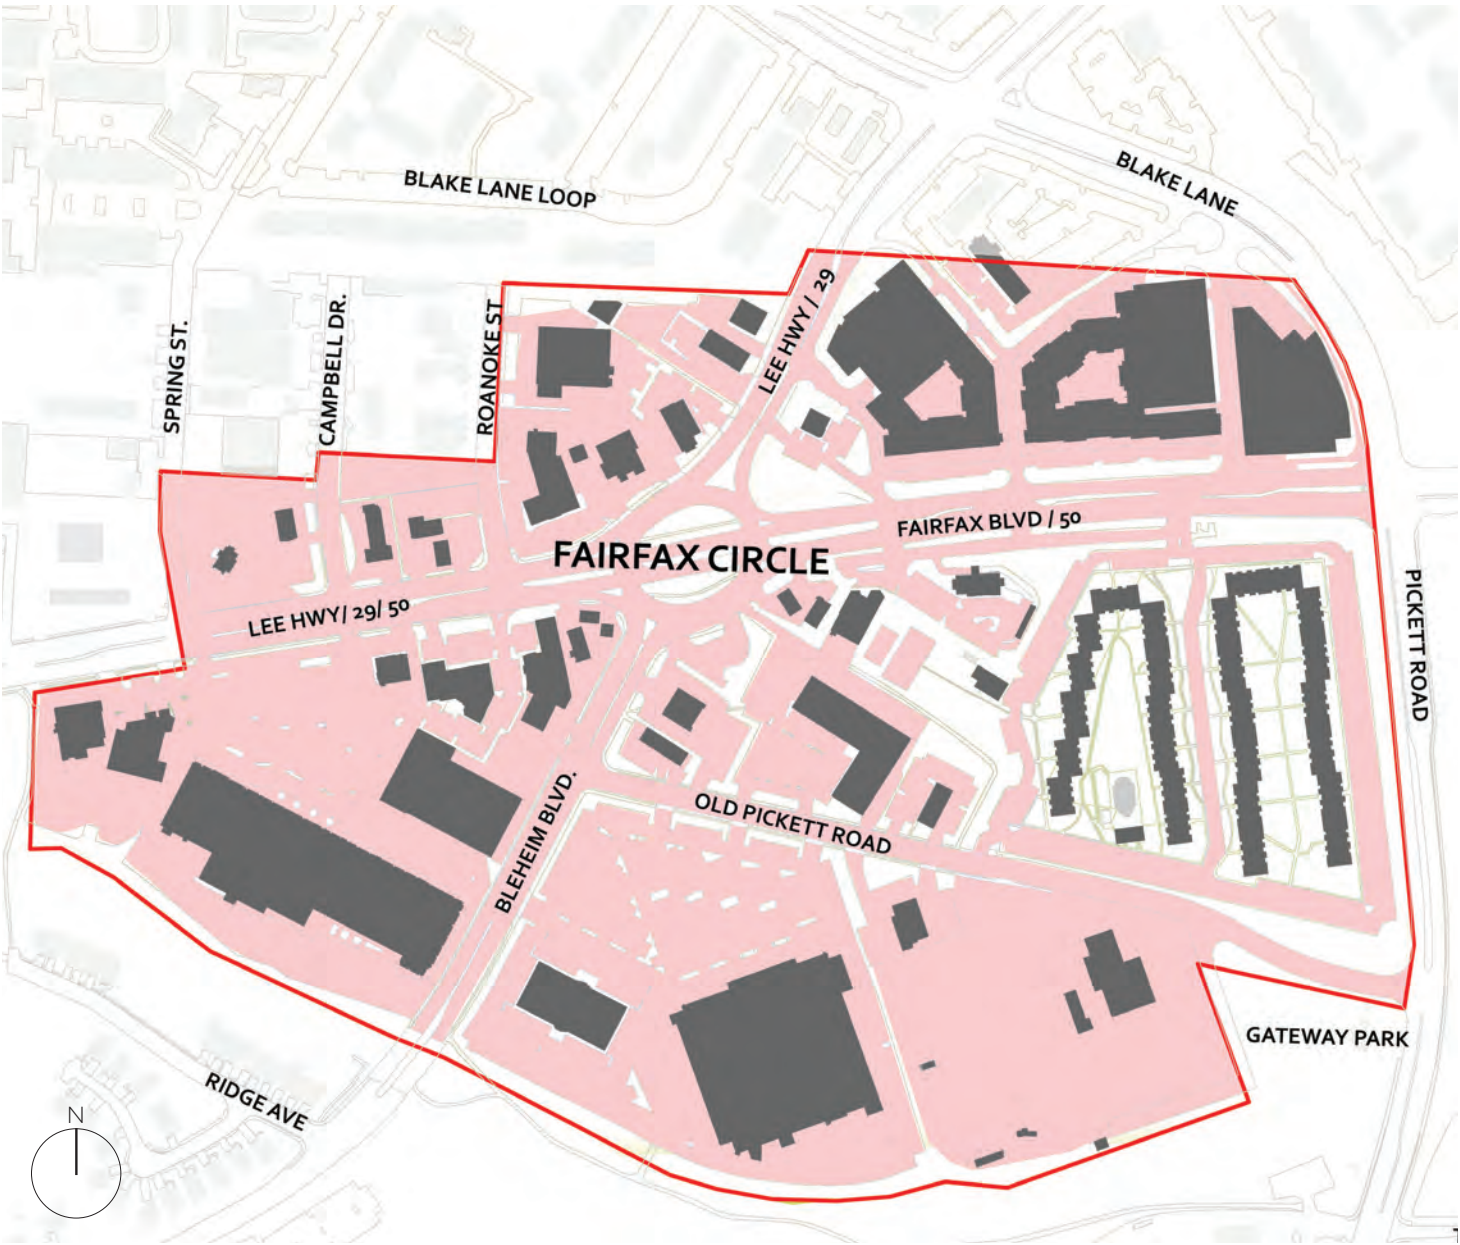 BLAKE LANE
BLAKE LANE LOOP
LEE HWY / 29
SPRING ST.
CAMPBELL DR.
ROANOKE ST
FAIRFAX BLVD / 50
FAIRFAX CIRCLE
LEE HWY/ 29/ 50
PICKETT ROAD
OLD PICKETT ROAD
BLEHEIM BLVD.
GATEWAY PARK
RIDGE AVE
N